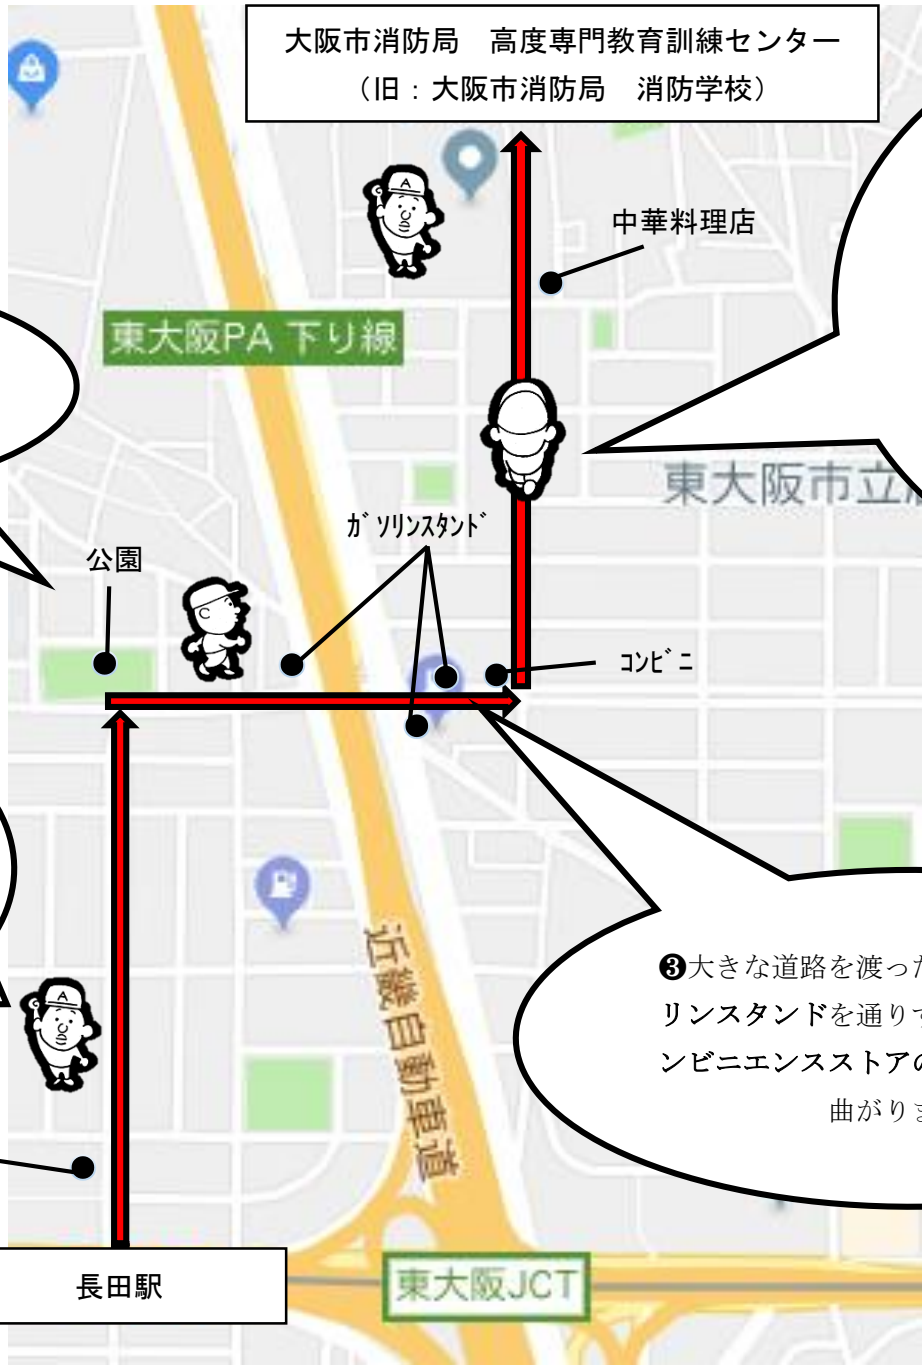 大阪市消防局　高度専門教育訓練センター
（旧：大阪市消防局　消防学校）
中華料理店
東大阪PA 下り線
東大阪市立
ｶﾞｿﾘﾝｽﾀﾝﾄﾞ
公園
ｺﾝﾋﾞﾆ
近畿自動車道
❸大きな道路を渡った
リンスタンドを通りす
ンビニエンスストアの
曲がりま
長田駅
東大阪JCT
A
A